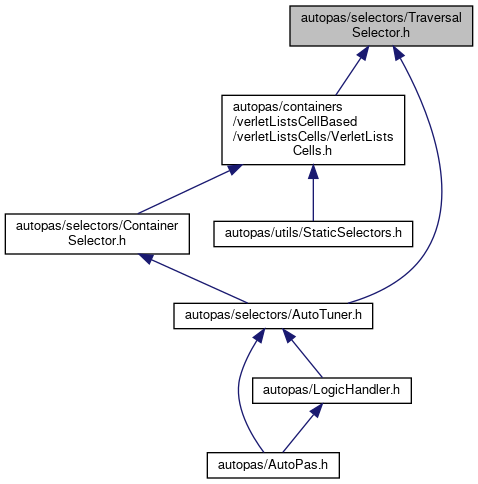 autopas/selectors/Traversal
Selector.h
autopas/containers
/verletListsCellBased
/verletListsCells/VerletLists
Cells.h
autopas/selectors/Container
Selector.h
autopas/utils/StaticSelectors.h
autopas/selectors/AutoTuner.h
autopas/LogicHandler.h
autopas/AutoPas.h